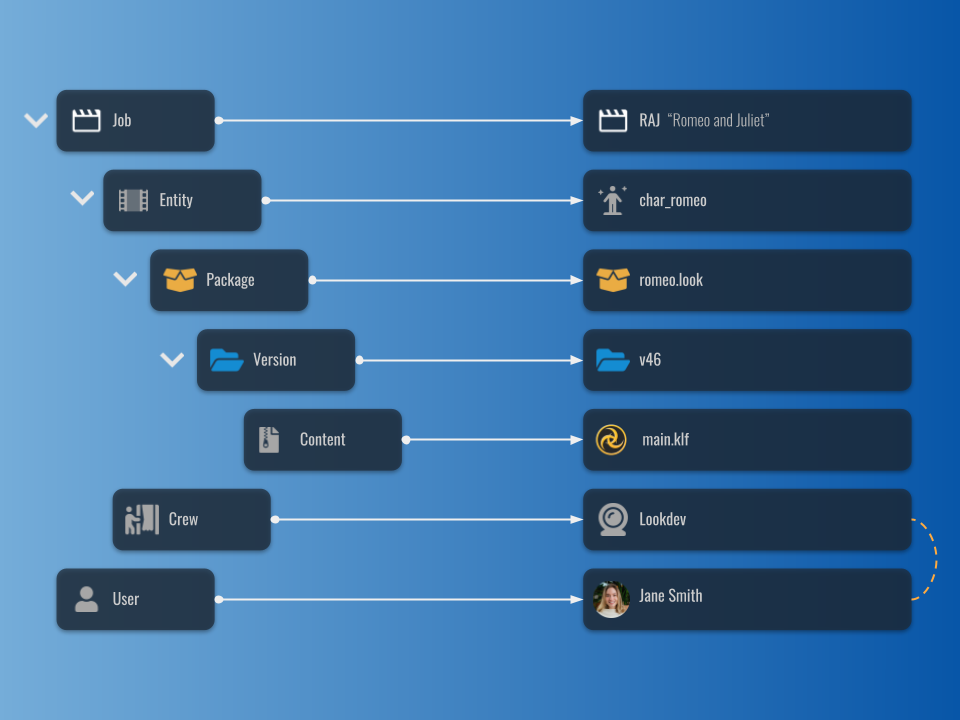 Job
RAJ “Romeo and Juliet”
Entity
char_romeo
Package
romeo.look
Version
v46
Content
main.klf
Crew
Lookdev
User
Jane Smith